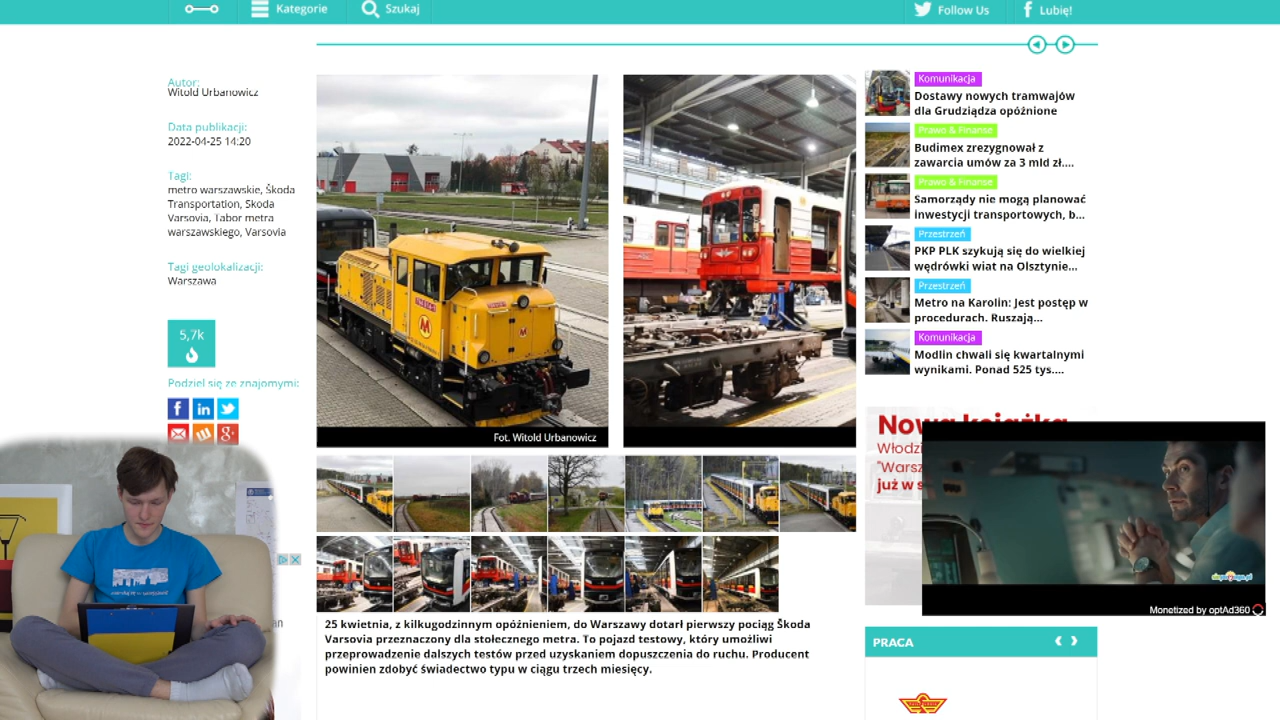 Kategorie
Szukaj
Follow Us
Lubię!
Autor:
Witold Urbanowicz
Data publikacji:
2022-04-25 14:20
Tagi:
metro warszawskie, Škoda
Transportation, Skoda
Varsovia, Tabor metra
warszawskiego, Varsovia
Tagi geolokalizacji:
Warszawa
5,7k
Podziel się ze znajomymi:
Fot. Witold Urbanowicz
25 kwietnia, z kilkugodzinnym opóźnieniem, do Warszawy dotarł pierwszy pociąg Škoda
Varsovia przeznaczony dla stołecznego metra. To pojazd testowy, który umożliwi
przeprowadzenie dalszych testów przed uzyskaniem dopuszczenia do ruchu. Producent
powinien zdobyć świadectwo typu w ciągu trzech miesięcy.
Komunikacja
Dostawy nowych tramwajów
dla Grudziądza opóźnione
Prawo & Finanse
Budimex zrezygnował z
zawarcia umów za 3 mld zł....
Prawo & Finanse
Samorządy nie mogą planować
inwestycji transportowych, b...
Przestrzeń
PKP PLK szykują się do wielkiej
wędrówki wiat na Olsztynie...
Przestrzeń
Metro na Karolin: Jest postęp w
procedurach. Ruszają...
Komunikacja
Modlin chwali się kwartalnymi
wynikami. Ponad 525 tys....
Nowa książka
Włodzi
"Warsz
już w s
Monetized by optAd360
PRACA